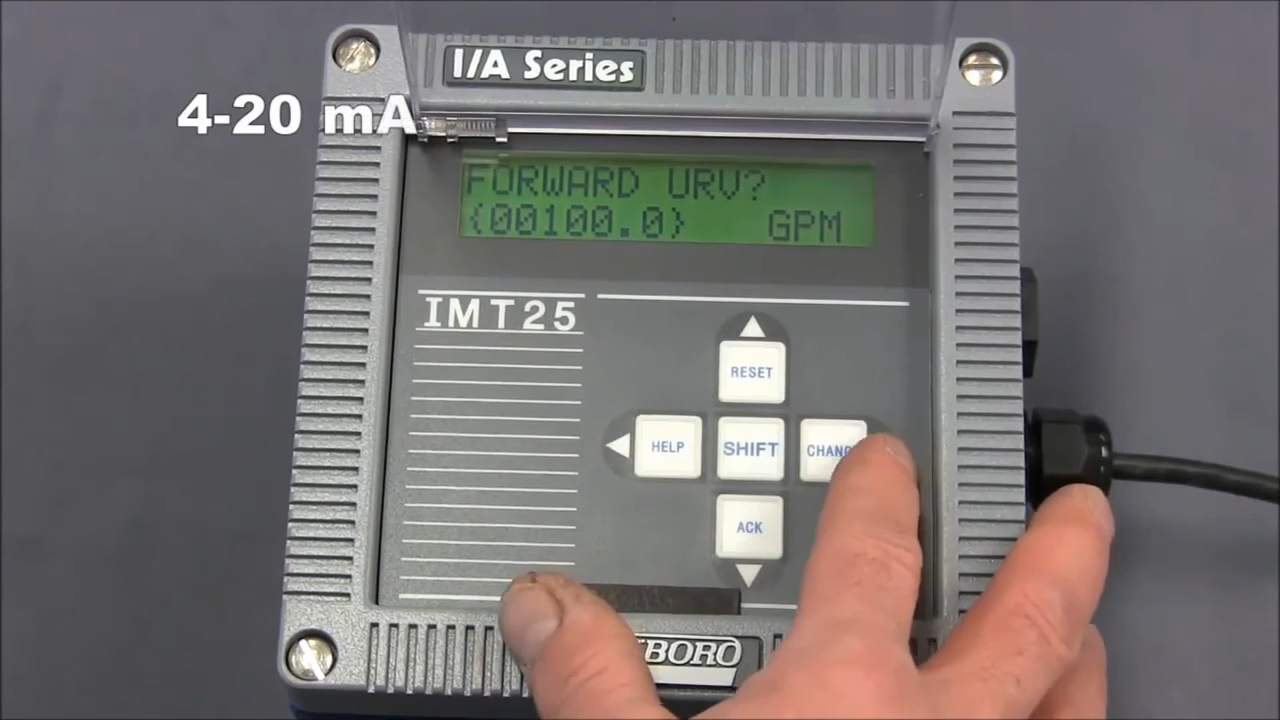 I/A Series
4-20 mA
FORWARD URV?
{00100.0} GPM
IMT25
RESET
HELP SHIFT
ACK